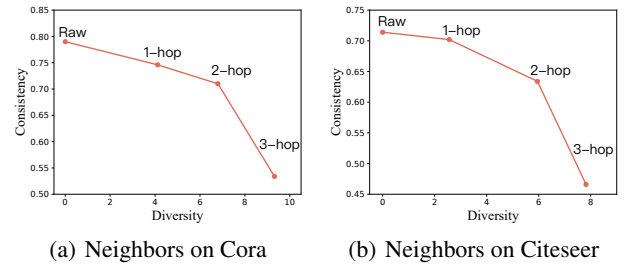 0.85
0.80
0.75
0.70
0.65
0.60
0.55
0.50
Consistency
Raw
1-hop
2-hop
3-hop
0 2 4 6 8 10
Diversity
(a) Neighbors on Cora
0.75
0.70
0.65
0.60
0.55
0.50
0.45
Consistency
Raw
1-hop
2-hop
3-hop
0 2 4 6 8
Diversity
(b) Neighbors on Citeseer